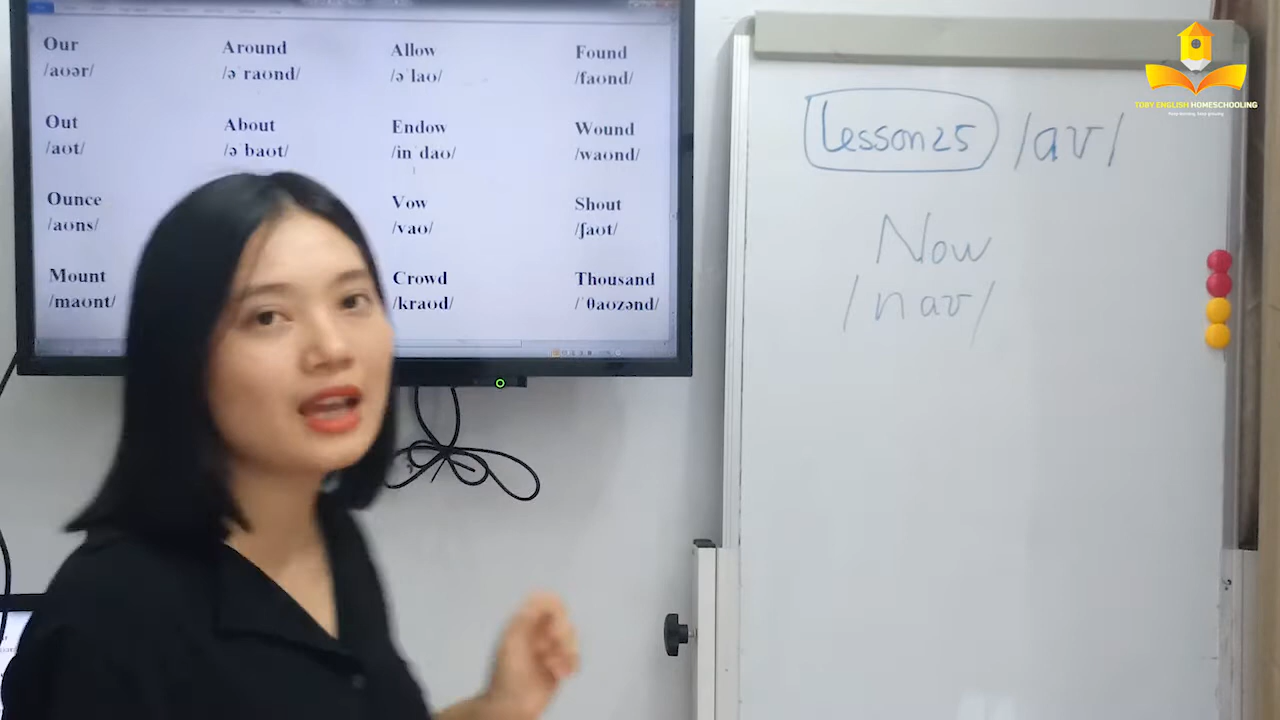 Our Around Allow Found
/aʊər/ /əˈraʊnd/ /əˈlaʊ/ /faʊnd/
Out About Endow Wound
/aʊt/ /əˈbaʊt/ /inˈdaʊ/ /waʊnd/
Ounce Vow Shout
/aʊns/ /vaʊ/ /ʃaʊt/
Mount Crowd Thousand
/maʊnt/ /kraʊd/ /ˈθaʊzənd/
Lesson 25 /aʊ/
Now
/naʊ/
TOBY ENGLISH HOMESCHOOLING